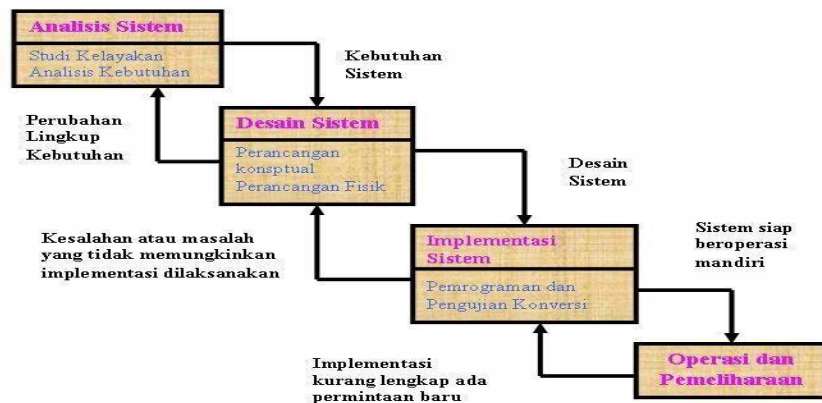 Analisis Sistem
Studi Kelayakan
Analisis Kebutuhan
Kebutuhan
Sistem
Perubahan
Lingkup
Kebutuhan
Desain Sistem
Perancangan
konsptual
Perancangan Fisik
Desain
Sistem
Kesalahan atau masalah
yang tidak memungkinkan
implementasi dilaksanakan
Implementasi
Sistem
Pemrograman dan
Pengujian Konversi
Sistem siap
beroperasi
mandiri
Implementasi
kurang lengkap ada
permintaan baru
Operasi dan
Pemeliharaan